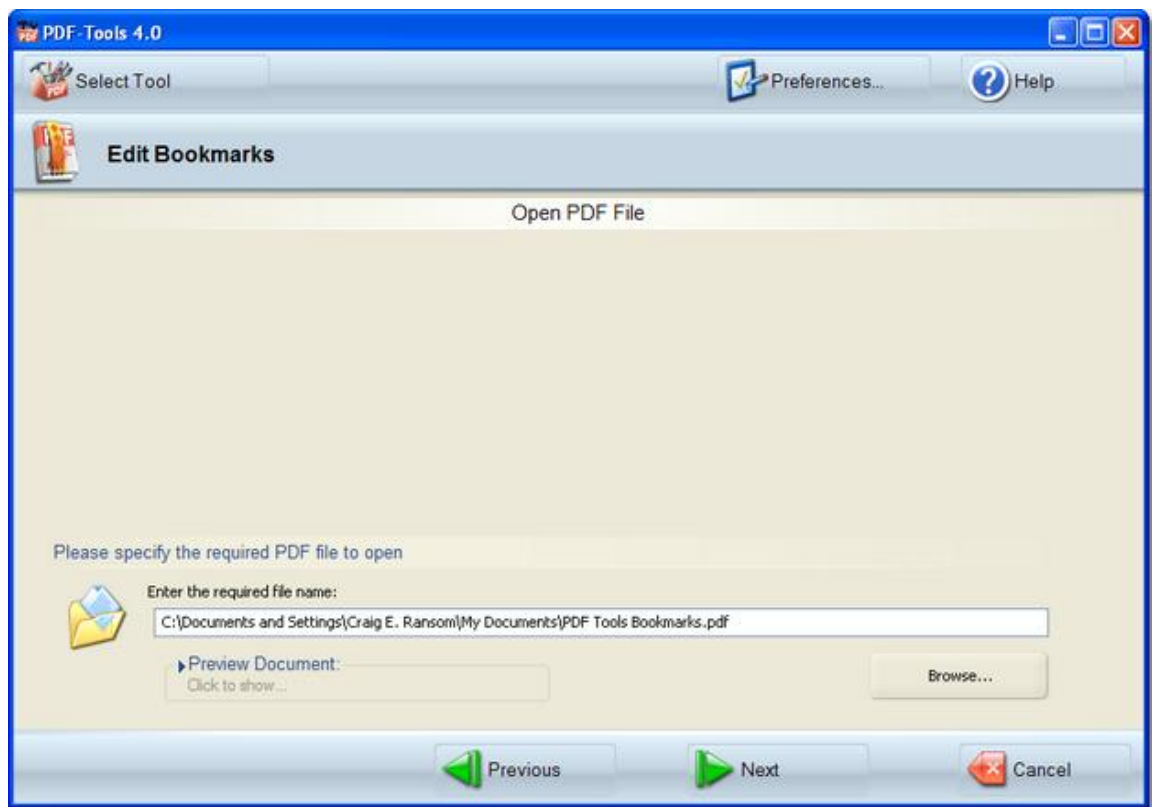 PDF-Tools 4.0
Select Tool
Preferences...
Help
Edit Bookmarks
Open PDF File
Please specify the required PDF file to open
Enter the required file name:
C:\Documents and Settings\Craig E. Ransom\My Documents\PDF Tools Bookmarks.pdf
Preview Document:
Click to show...
Browse...
Previous
Next
Cancel